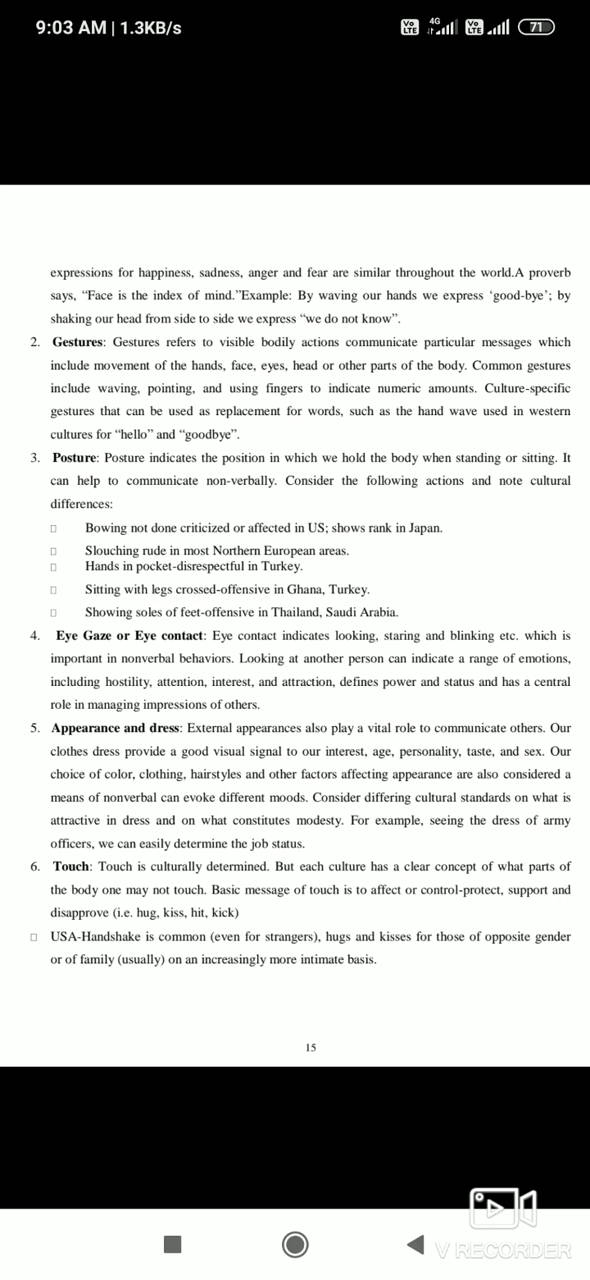 9:03 AM | 1.3KB/s
Vo LTE 4G Vo LTE 71
expressions for happiness, sadness, anger and fear are similar throughout the world.A proverb
says, “Face is the index of mind.”Example: By waving our hands we express ‘good-bye’; by
shaking our head from side to side we express “we do not know”.
2. Gestures: Gestures refers to visible bodily actions communicate particular messages which
include movement of the hands, face, eyes, head or other parts of the body. Common gestures
include waving, pointing, and using fingers to indicate numeric amounts. Culture-specific
gestures that can be used as replacement for words, such as the hand wave used in western
cultures for “hello” and “goodbye”.
3. Posture: Posture indicates the position in which we hold the body when standing or sitting. It
can help to communicate non-verbally. Consider the following actions and note cultural
differences:
Bowing not done criticized or affected in US; shows rank in Japan.
Slouching rude in most Northern European areas.
Hands in pocket-disrespectful in Turkey.
Sitting with legs crossed-offensive in Ghana, Turkey.
Showing soles of feet-offensive in Thailand, Saudi Arabia.
4. Eye Gaze or Eye contact: Eye contact indicates looking, staring and blinking etc. which is
important in nonverbal behaviors. Looking at another person can indicate a range of emotions,
including hostility, attention, interest, and attraction, defines power and status and has a central
role in managing impressions of others.
5. Appearance and dress: External appearances also play a vital role to communicate others. Our
clothes dress provide a good visual signal to our interest, age, personality, taste, and sex. Our
choice of color, clothing, hairstyles and other factors affecting appearance are also considered a
means of nonverbal can evoke different moods. Consider differing cultural standards on what is
attractive in dress and on what constitutes modesty. For example, seeing the dress of army
officers, we can easily determine the job status.
6. Touch: Touch is culturally determined. But each culture has a clear concept of what parts of
the body one may not touch. Basic message of touch is to affect or control-protect, support and
disapprove (i.e. hug, kiss, hit, kick)
USA-Handshake is common (even for strangers), hugs and kisses for those of opposite gender
or of family (usually) on an increasingly more intimate basis.
15
V RECORDER